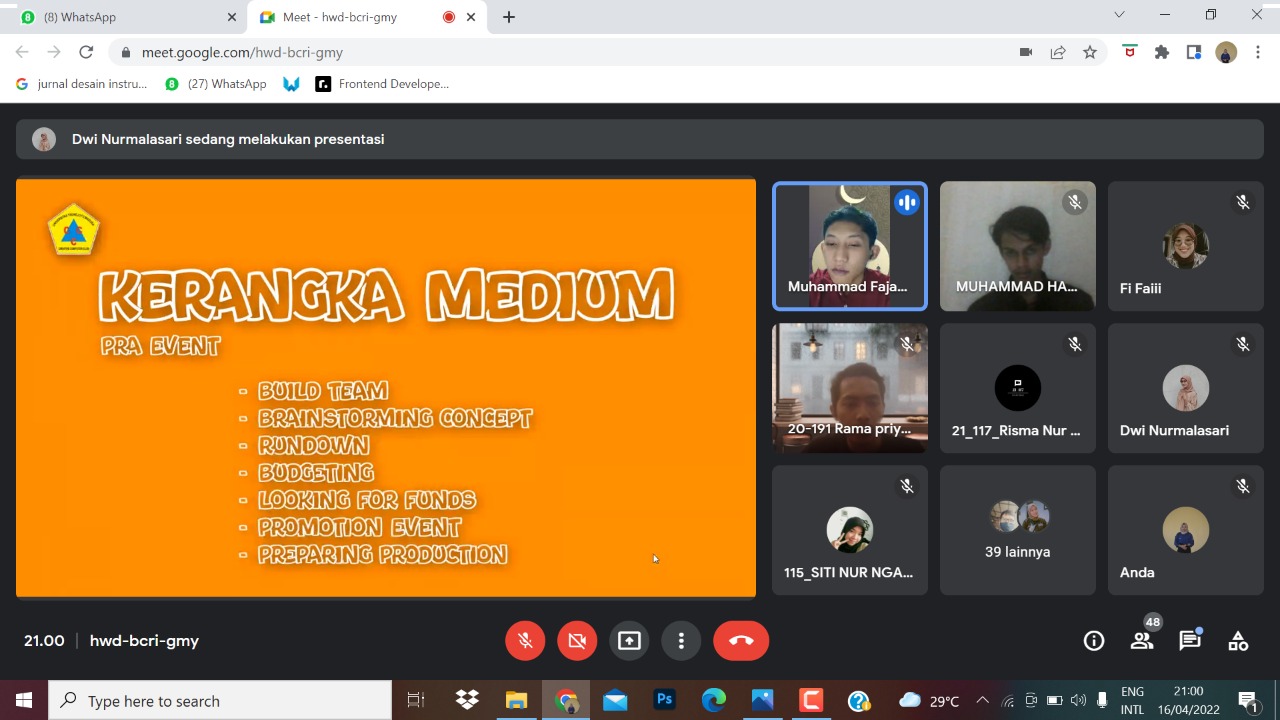 (8) WhatsApp
Meet - hwd-bcri-gmy
meet.google.com/hwd-bcri-gmy
jurnal desain instru...
(27) WhatsApp
Frontend Develope...
Dwi Nurmalasari sedang melakukan presentasi
KERANGKA MEDIUM
PRA EVENT
- BUILD TEAM
- BRAINSTORMING CONCEPT
- RUNDOWN
- BUDGETING
- LOOKING FOR FUNDS
- PROMOTION EVENT
- PREPARING PRODUCTION
Muhammad Faja...
MUHAMMAD HA...
Fi Faiii
20-191 Rama priy...
21_117_Risma Nur ...
Dwi Nurmalasari
115_SITI NUR NGA...
39 lainnya
Anda
21.00
hwd-bcri-gmy
48
Type here to search
Ps
29°C
ENG
INTL
21:00
16/04/2022
1